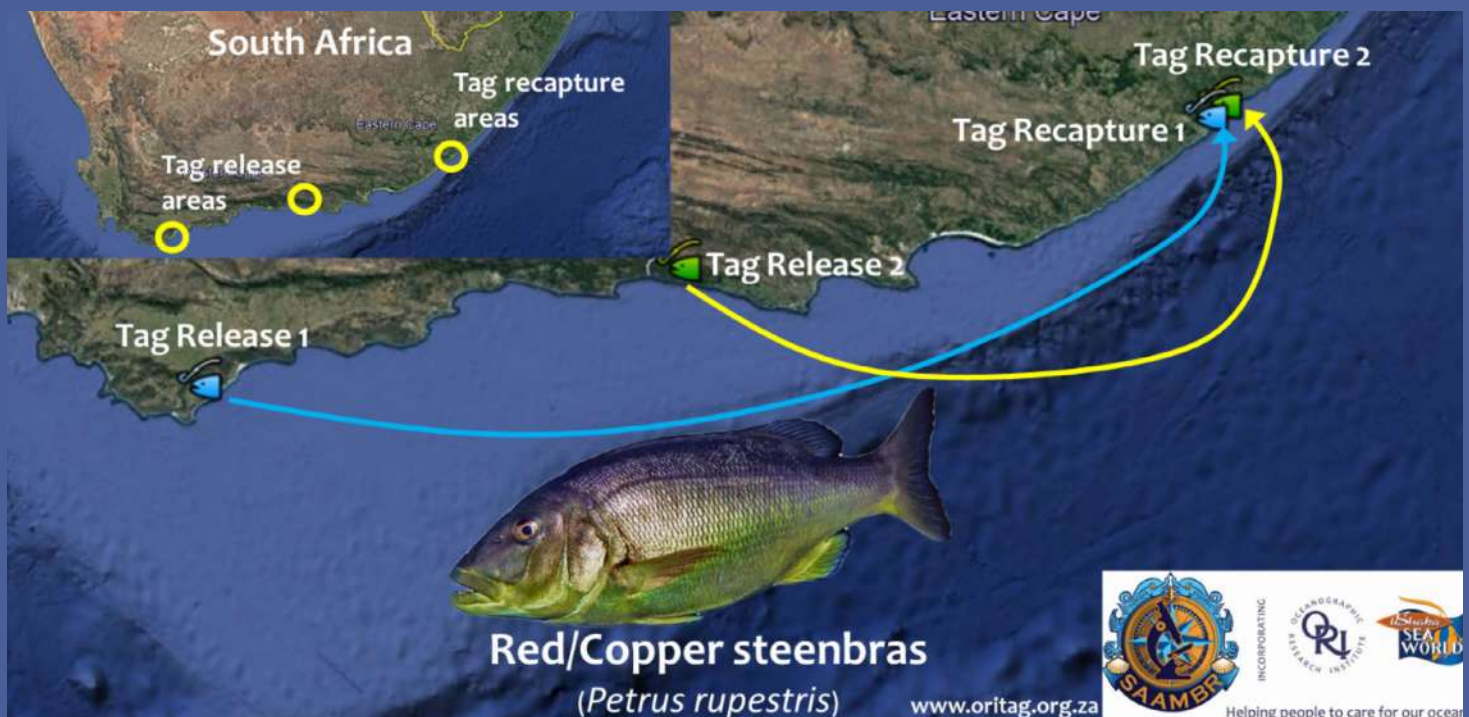 South Africa
Tag recapture
areas
Eastern Cape
Tag release
areas
Eastern Cape
Tag Recapture 2
Tag Recapture 1
Tag Release 2
Tag Release 1
Red/Copper steenbras
(Petrus rupestris)
www.oritag.org.za
SAAMBR
INCORPORATING
OCEANOGRAPHIC
ORI
RESEARCH INSTITUTE
uShaka
SEA
WORLD
Helping people to care for our ocean